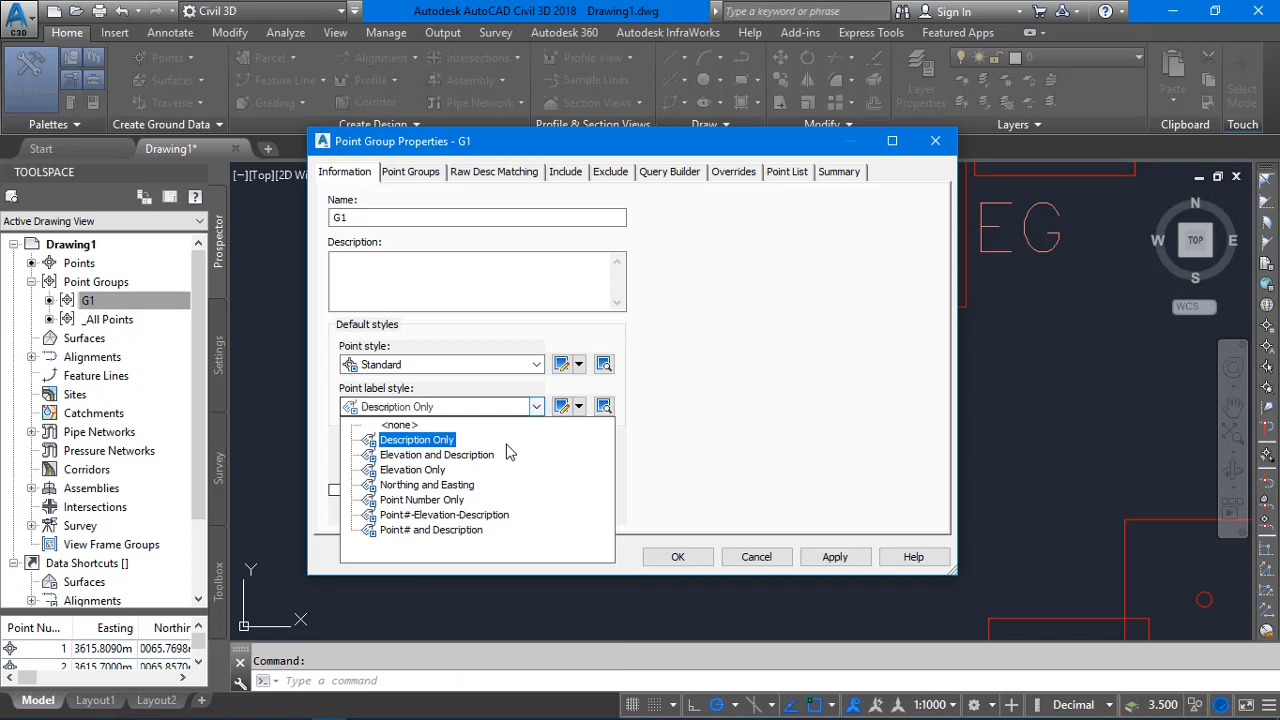 C3D
Civil 3D
Autodesk AutoCAD Civil 3D 2018 Drawing1.dwg
Type a keyword or phrase
Sign In
Home Insert Annotate Modify Analyze View Manage Output Survey Autodesk 360 Autodesk InfraWorks Help Add-ins Express Tools Featured Apps
Points Parcel Alignment Intersections Profile View
Surfaces Feature Line Profile Assembly Sample Lines
Traverse Grading Corridor Pipe Network Section Views
0
Layer Properties
Paste
Select Mode
Palettes Create Ground Data Create Design Profile & Section Views Draw Modify Layers Clipboard Touch
Start Drawing1*
TOOLSPACE
Active Drawing View
Drawing1
Points
Point Groups
G1
_All Points
Surfaces
Alignments
Feature Lines
Sites
Catchments
Pipe Networks
Pressure Networks
Corridors
Assemblies
Intersections
Survey
View Frame Groups
Data Shortcuts []
Surfaces
Alignments
Prospector
Settings
Survey
Toolbox
Point Nu... Easting Northin
1 3615.8090m 0065.7698
2 3615.7000m 0065.8570
[−][Top][2D Wi
Point Group Properties - G1
Information Point Groups Raw Desc Matching Include Exclude Query Builder Overrides Point List Summary
Name:
G1
Description:
Default styles
Point style:
Standard
Point label style:
Description Only
<none>
Description Only
Elevation and Description
Elevation Only
Northing and Easting
Point Number Only
Point#-Elevation-Description
Point# and Description
OK Cancel Apply Help
EG
N
W TOP E
S
WCS
Y
X
Command:
Type a command
Model Layout1 Layout2
1:1000
Decimal
3.500